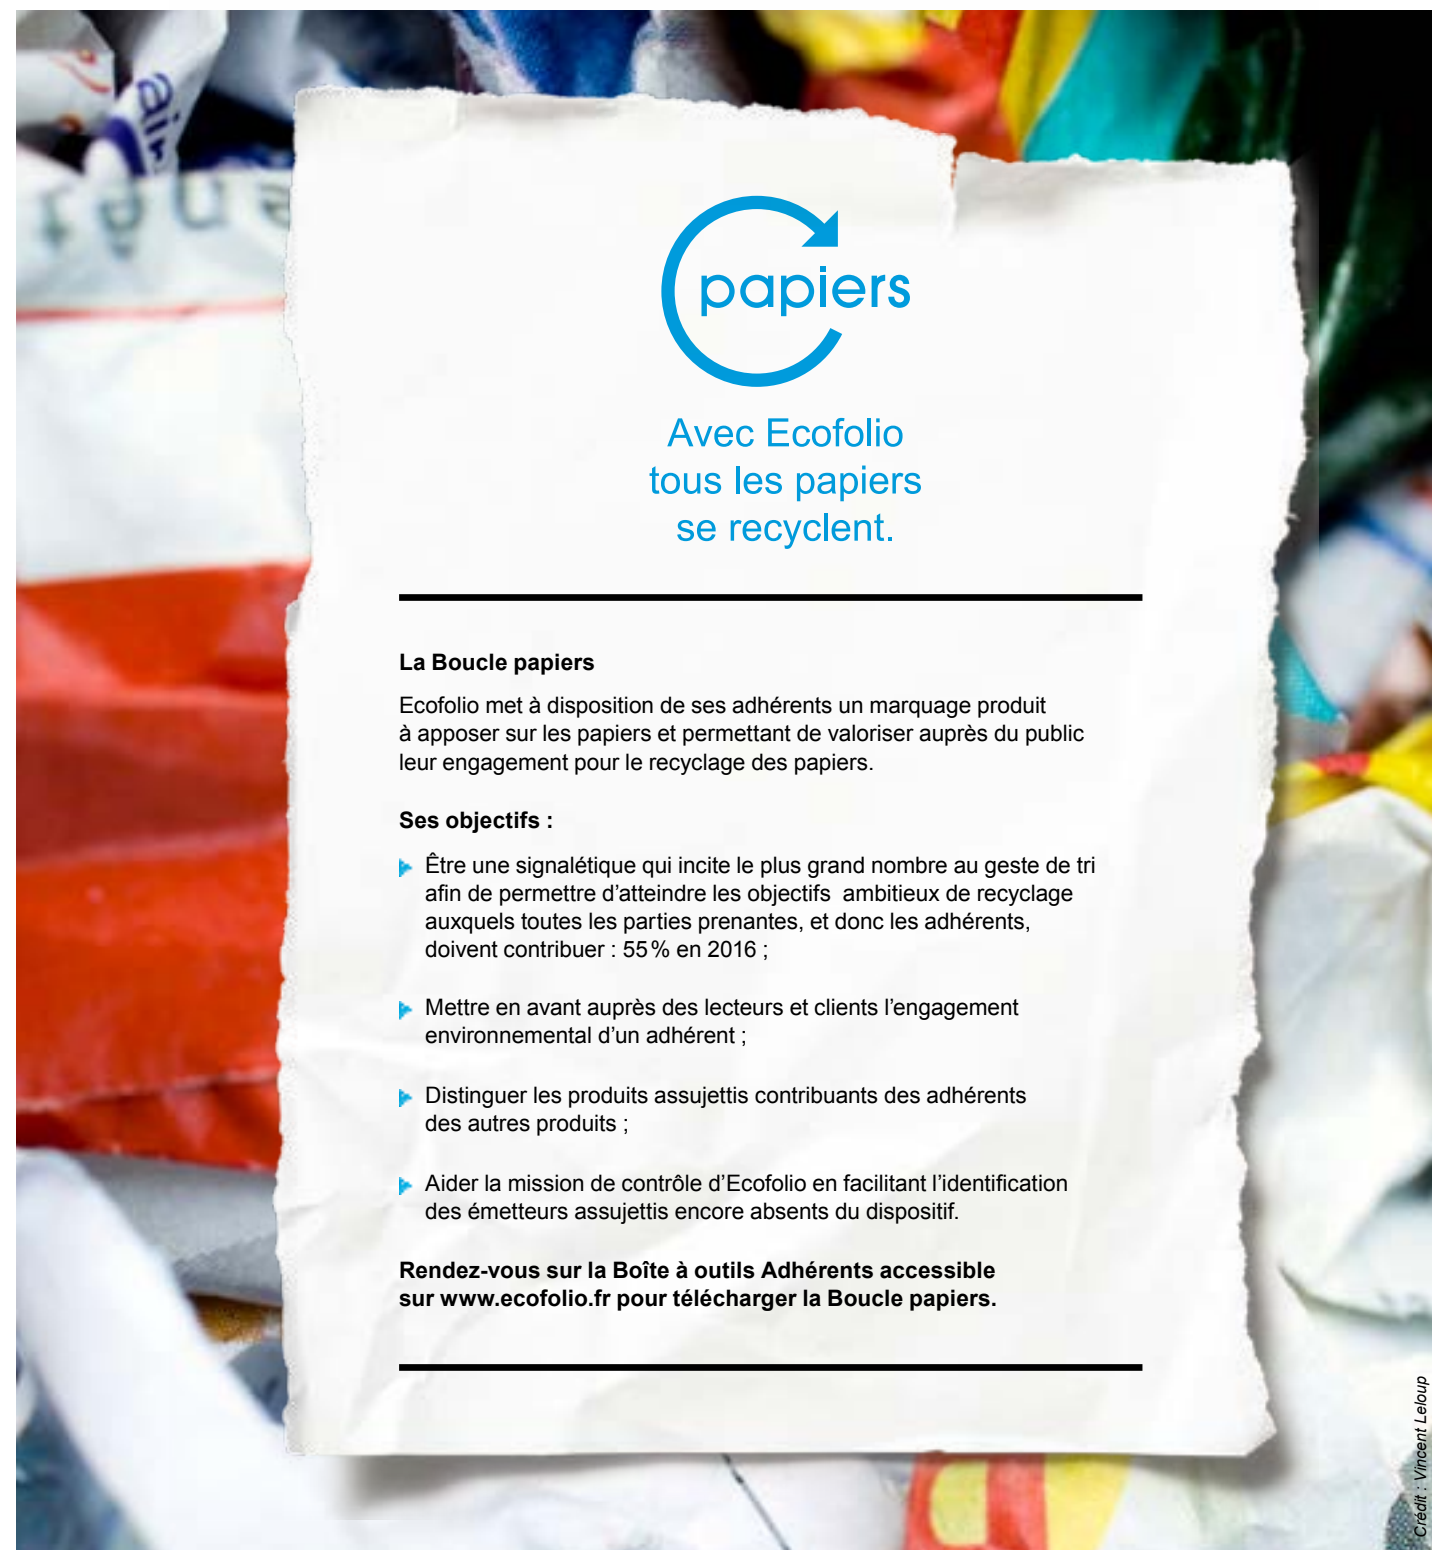 papiers
Avec Ecofolio
tous les papiers
se recyclent.
La Boucle papiers
Ecofolio met à disposition de ses adhérents un marquage produit
à apposer sur les papiers et permettant de valoriser auprès du public
leur engagement pour le recyclage des papiers.
Ses objectifs :
Être une signalétique qui incite le plus grand nombre au geste de tri
afin de permettre d’atteindre les objectifs ambitieux de recyclage
auxquels toutes les parties prenantes, et donc les adhérents,
doivent contribuer : 55 % en 2016 ;
Mettre en avant auprès des lecteurs et clients l’engagement
environnemental d’un adhérent ;
Distinguer les produits assujettis contribuants des adhérents
des autres produits ;
Aider la mission de contrôle d’Ecofolio en facilitant l’identification
des émetteurs assujettis encore absents du dispositif.
Rendez-vous sur la Boîte à outils Adhérents accessible
sur www.ecofolio.fr pour télécharger la Boucle papiers.
Crédit : Vincent Leloup